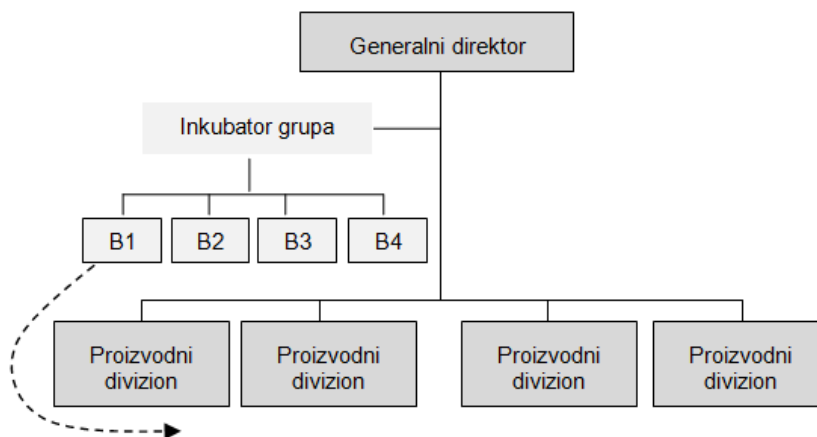 Generalni direktor
Inkubator grupa
B1
B2
B3
B4
Proizvodni
divizion
Proizvodni
divizion
Proizvodni
divizion
Proizvodni
divizion